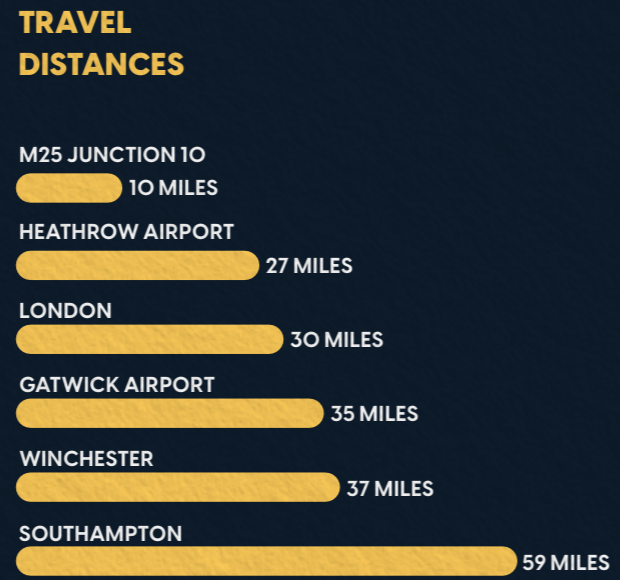 TRAVEL
DISTANCES
M25 JUNCTION 10
10 MILES
HEATHROW AIRPORT
27 MILES
LONDON
30 MILES
GATWICK AIRPORT
35 MILES
WINCHESTER
37 MILES
SOUTHAMPTON
59 MILES